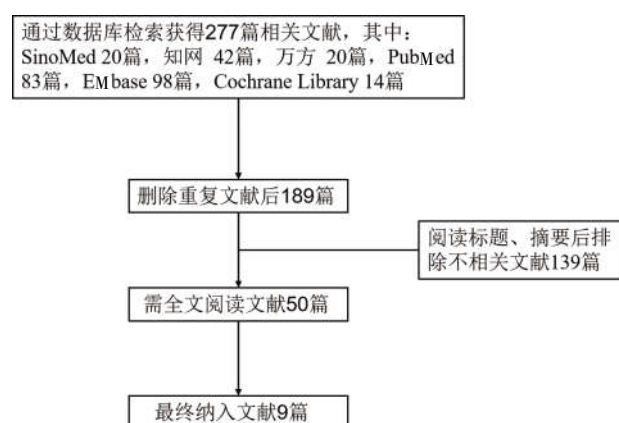 通过数据库检索获得277篇相关文献，其中：
SinoMed 20篇，知网 42篇，万方 20篇，PubMed
83篇，EMbase 98篇，Cochrane Library 14篇
删除重复文献后189篇
阅读标题、摘要后排
除不相关文献139篇
需全文阅读文献50篇
最终纳入文献9篇